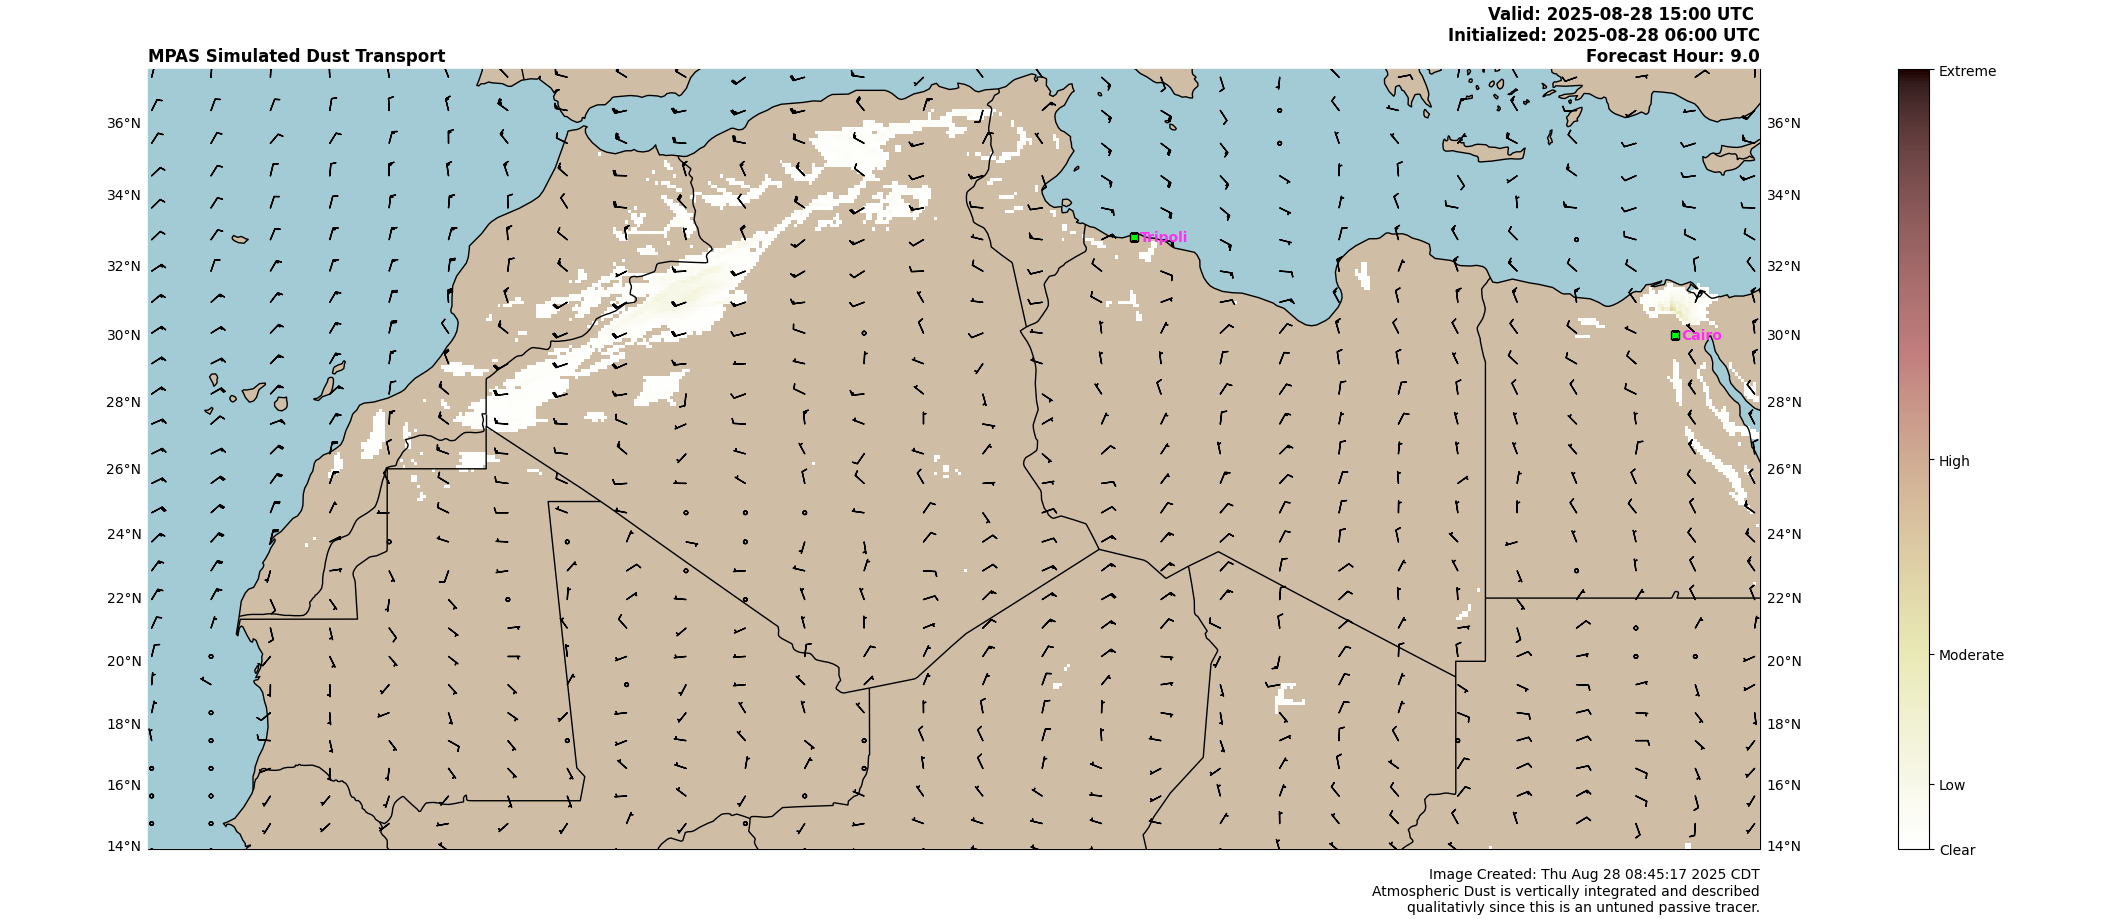 Valid: 2025-08-28 15:00 UTC
Initialized: 2025-08-28 06:00 UTC
MPAS Simulated Dust Transport
Forecast Hour: 9.0
Extreme
36°N
36°N
34°N
34°N
Tripoli
32°N
32°N
30°N
Cairo
30°N
28°N
28°N
26°N
26°N
High
24°N
24°N
22°N
22°N
20°N
20°N
Moderate
18°N
18°N
16°N
16°N
Low
14°N
14°N
Clear
Image Created: Thu Aug 28 08:45:17 2025 CDT
Atmospheric Dust is vertically integrated and described
qualitativly since this is an untuned passive tracer.